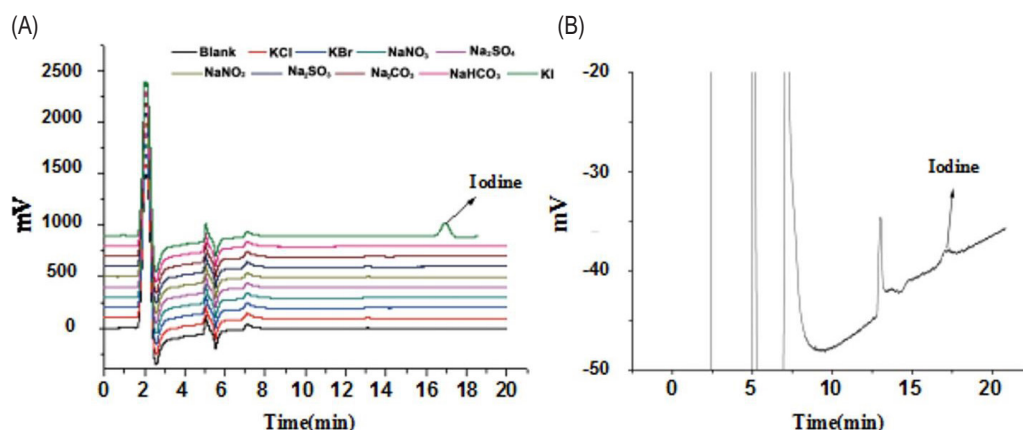 (A)
Blank KCl KBr NaNO₃ Na₂SO₄
NaNO₂ Na₂SO₃ Na₂CO₃ NaHCO₃ KI
2500
2000
1500
1000
500
0
mV
Iodine
0 2 4 6 8 10 12 14 16 18 20
Time(min)
(B)
-20
-30
-40
-50
mV
Iodine
0 5 10 15 20
Time(min)